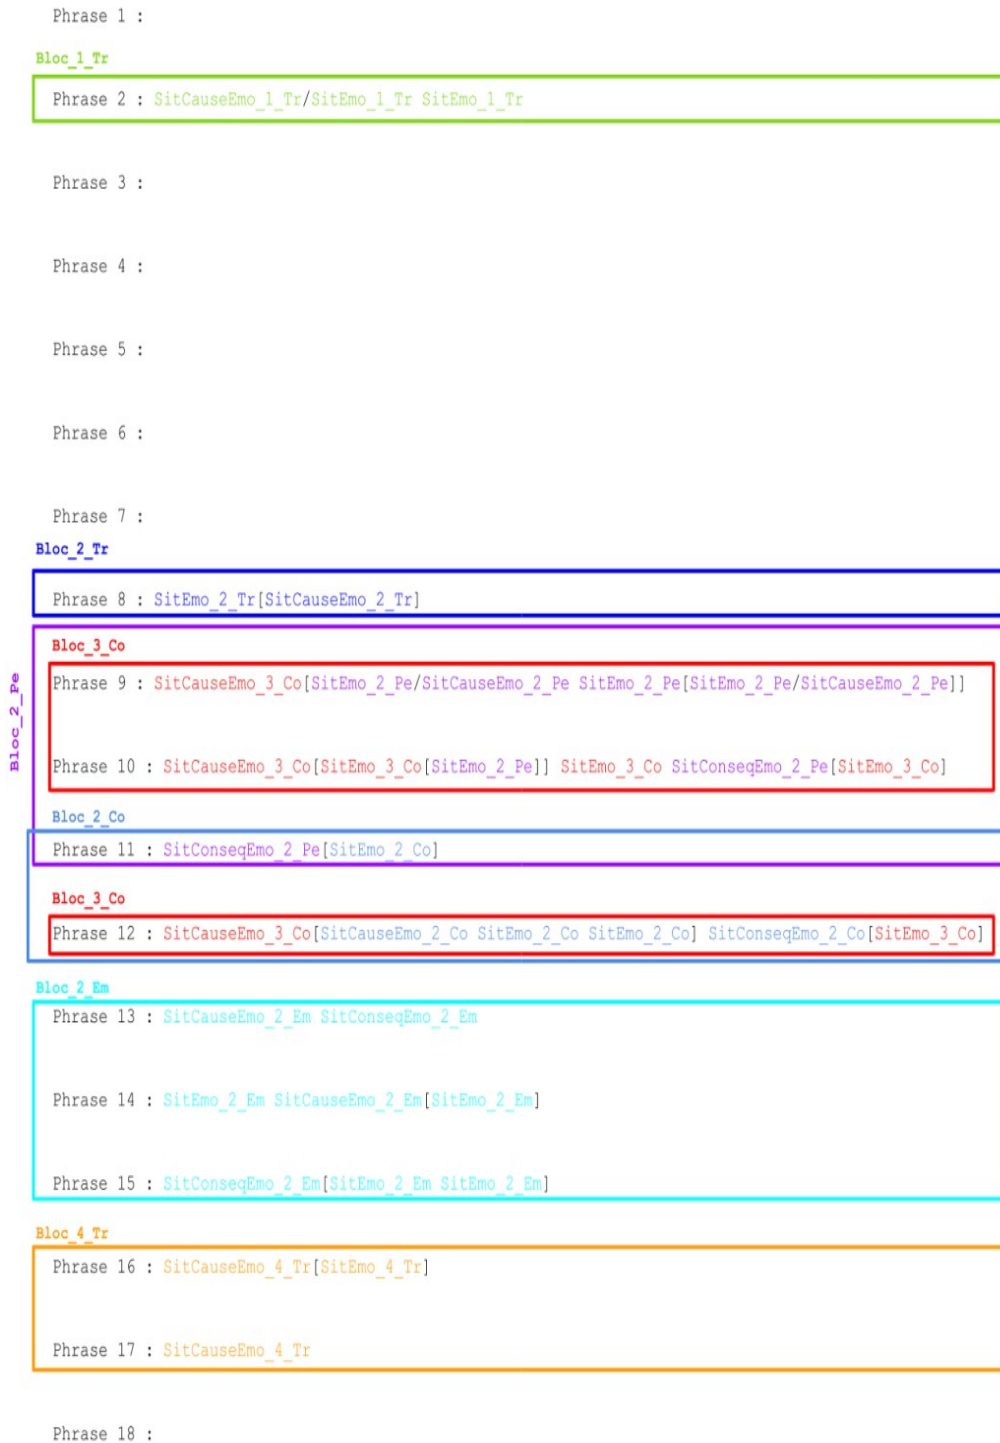 Phrase 1 :
Bloc_1_Tr
Phrase 2 : SitCauseEmo_1_Tr/SitEmo_1_Tr SitEmo_1_Tr
Phrase 3 :
Phrase 4 :
Phrase 5 :
Phrase 6 :
Phrase 7 :
Bloc_2_Tr
Phrase 8 : SitEmo_2_Tr[SitCauseEmo_2_Tr]
Bloc_2_Pe
Bloc_3_Co
Phrase 9 : SitCauseEmo_3_Co[SitEmo_2_Pe/SitCauseEmo_2_Pe SitEmo_2_Pe[SitEmo_2_Pe/SitCauseEmo_2_Pe]]
Phrase 10 : SitCauseEmo_3_Co[SitEmo_3_Co[SitEmo_2_Pe]] SitEmo_3_Co SitConseqEmo_2_Pe[SitEmo_3_Co]
Bloc_2_Co
Phrase 11 : SitConseqEmo_2_Pe[SitEmo_2_Co]
Bloc_3_Co
Phrase 12 : SitCauseEmo_3_Co[SitCauseEmo_2_Co SitEmo_2_Co SitEmo_2_Co] SitConseqEmo_2_Co[SitEmo_3_Co]
Bloc_2_Em
Phrase 13 : SitCauseEmo_2_Em SitConseqEmo_2_Em
Phrase 14 : SitEmo_2_Em SitCauseEmo_2_Em[SitEmo_2_Em]
Phrase 15 : SitConseqEmo_2_Em[SitEmo_2_Em SitEmo_2_Em]
Bloc_4_Tr
Phrase 16 : SitCauseEmo_4_Tr[SitEmo_4_Tr]
Phrase 17 : SitCauseEmo_4_Tr
Phrase 18 :